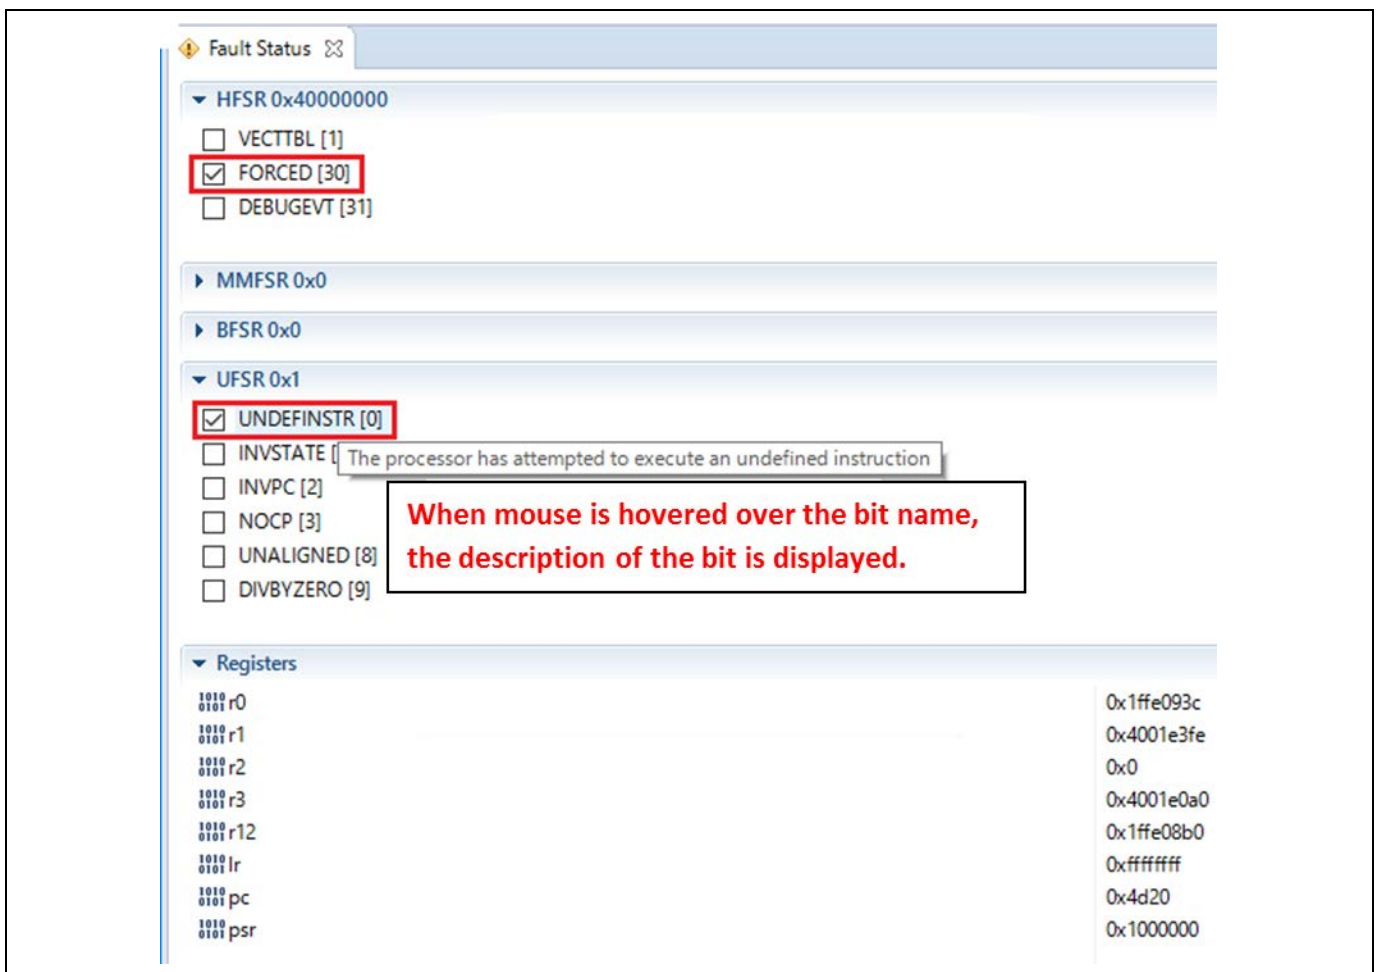 Fault Status
HFSR 0x40000000
VECTTBL [1]
FORCED [30]
DEBUGEVT [31]
MMFSR 0x0
BFSR 0x0
UFSR 0x1
UNDEFINSTR [0]
INVSTATE [
The processor has attempted to execute an undefined instruction
INVPC [2]
NOCP [3]
UNALIGNED [8]
DIVBYZERO [9]
When mouse is hovered over the bit name,
the description of the bit is displayed.
Registers
r0 0x1ffe093c
r1 0x4001e3fe
r2 0x0
r3 0x4001e0a0
r12 0x1ffe08b0
lr 0xffffffff
pc 0x4d20
psr 0x1000000